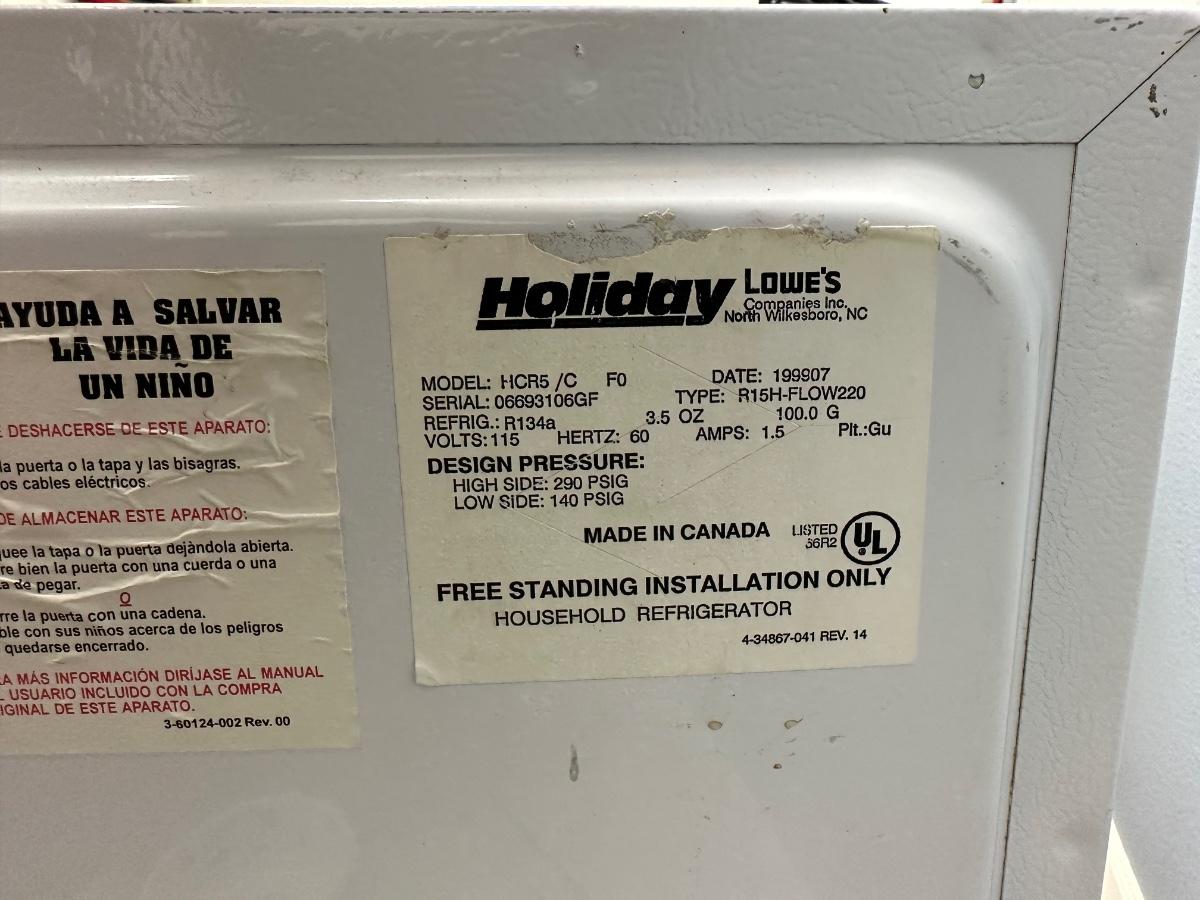 AYUDA A SALVAR
LA VIDA DE
UN NIÑO
DESHACERSE DE ESTE APARATO:
la puerta o la tapa y las bisagras.
os cables eléctricos.
DE ALMACENAR ESTE APARATO:
quee la tapa o la puerta dejàndola abierta.
re bien la puerta con una cuerda o una
de pegar.
O
rre la puerta con una cadena.
ble con sus niños acerca de los peligros
quedarse encerrado.
RA MÁS INFORMACIÓN DIRÍJASE AL MANUAL
L USUARIO INCLUIDO CON LA COMPRA
IGINAL DE ESTE APARATO.
3-60124-002 Rev. 00
Holiday LOWE'S
Companies Inc.
North Wilkesboro, NC
MODEL: HCR5 /C F0 DATE: 199907
SERIAL: 06693106GF TYPE: R15H-FLOW220
REFRIG.: R134a 3.5 OZ 100.0 G
VOLTS: 115 HERTZ: 60 AMPS: 1.5 Plt.:Gu
DESIGN PRESSURE:
HIGH SIDE: 290 PSIG
LOW SIDE: 140 PSIG
MADE IN CANADA LISTED UL
56R2
FREE STANDING INSTALLATION ONLY
HOUSEHOLD REFRIGERATOR
4-34867-041 REV. 14